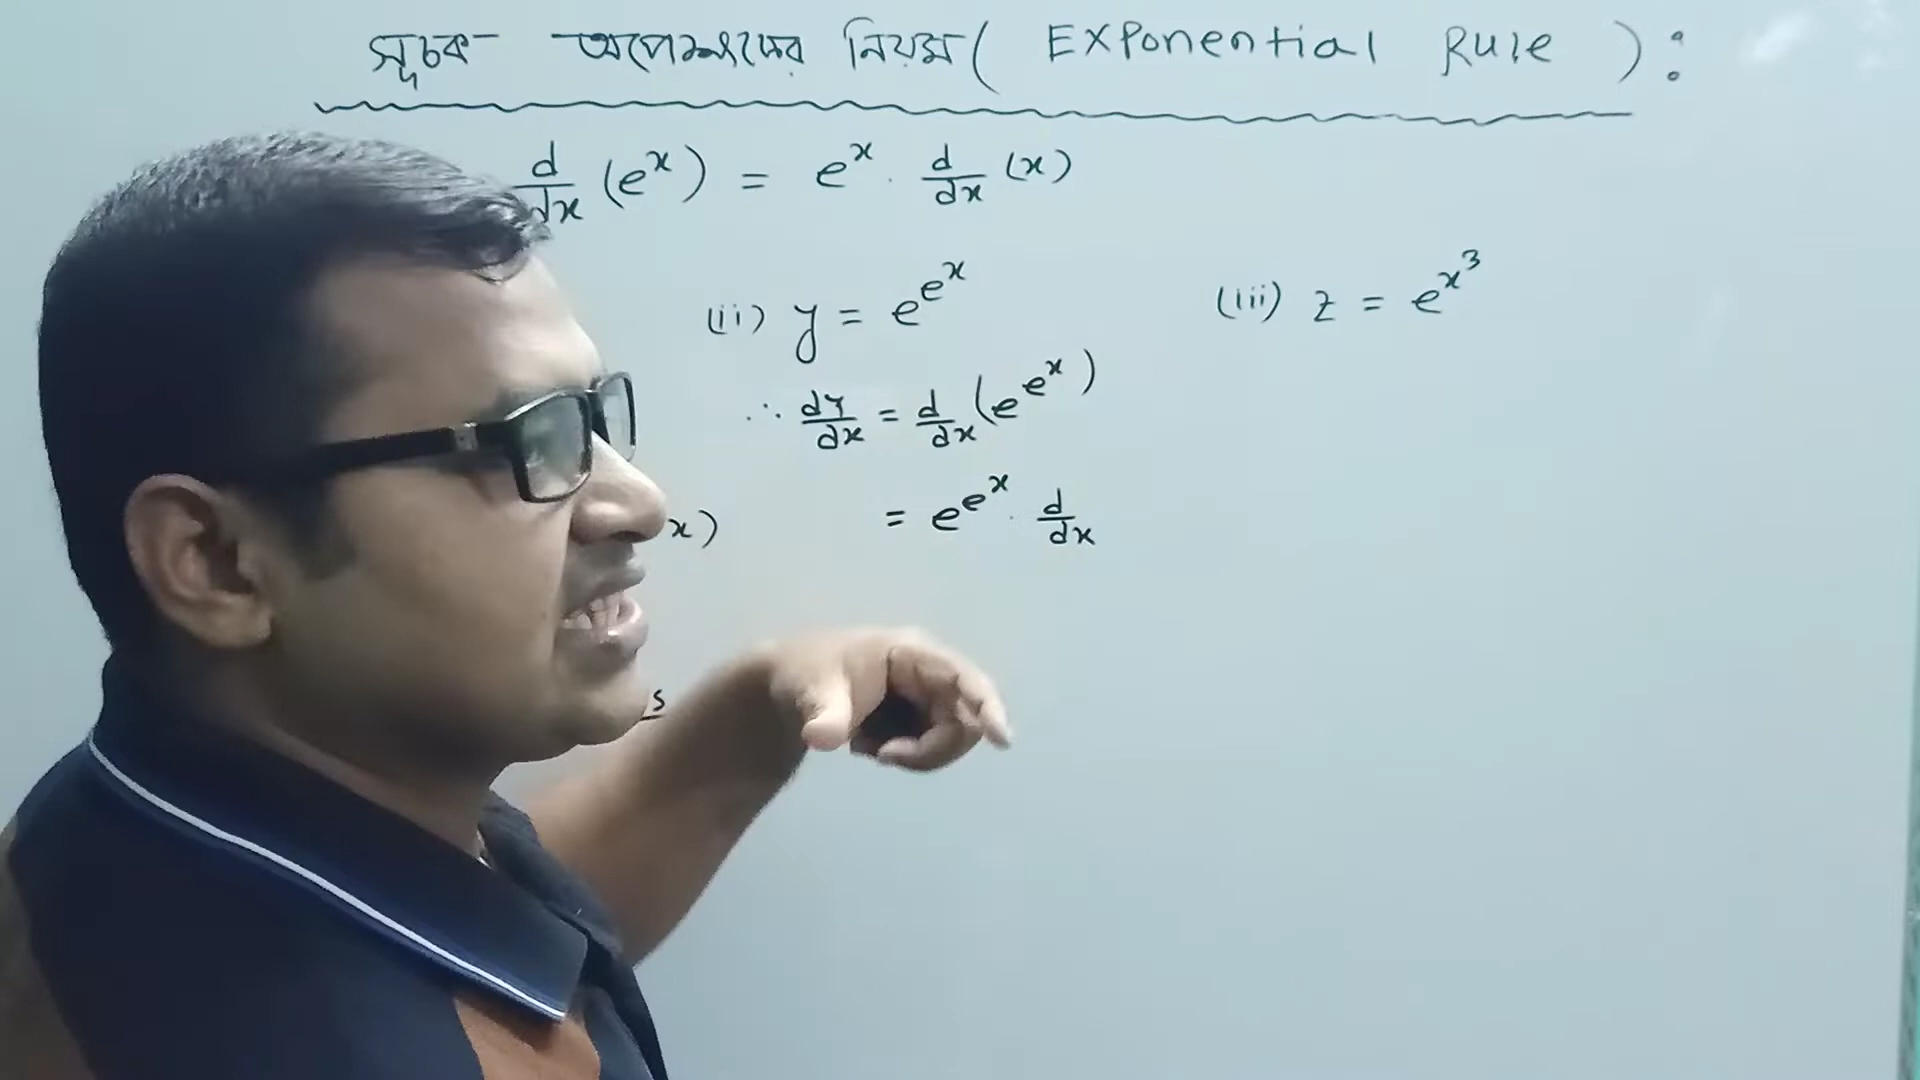 সূচক অপেক্ষকের নিয়ম ( Exponential Rule ) :
d/dx (e^x) = e^x . d/dx (x)
(ii) y = e^e^x
(iii) z = e^x^3
∴ dy/dx = d/dx (e^e^x)
x)
= e^e^x . d/dx
s